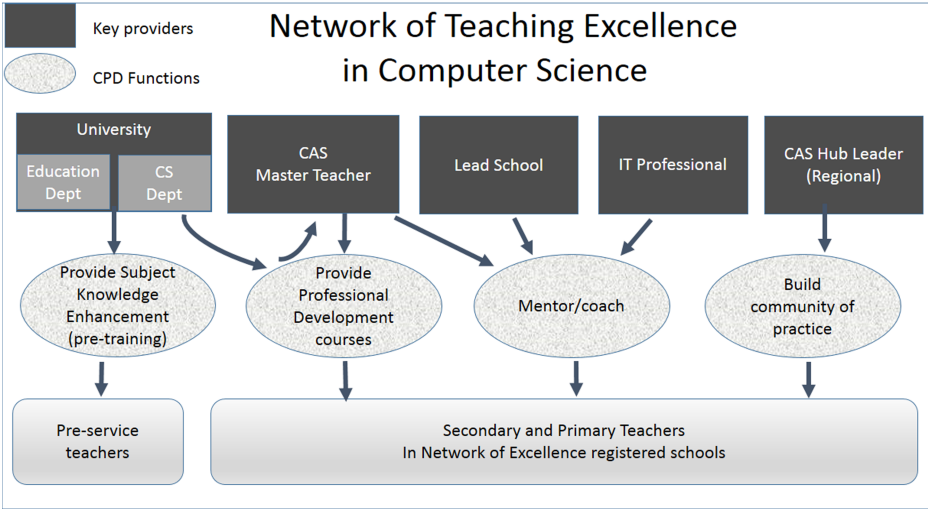 Key providers
CPD Functions
Network of Teaching Excellence
in Computer Science
University
Education
Dept
CS
Dept
CAS
Master Teacher
Lead School
IT Professional
CAS Hub Leader
(Regional)
Provide Subject
Knowledge
Enhancement
(pre-training)
Provide
Professional
Development
courses
Mentor/coach
Build
community of
practice
Pre-service
teachers
Secondary and Primary Teachers
In Network of Excellence registered schools